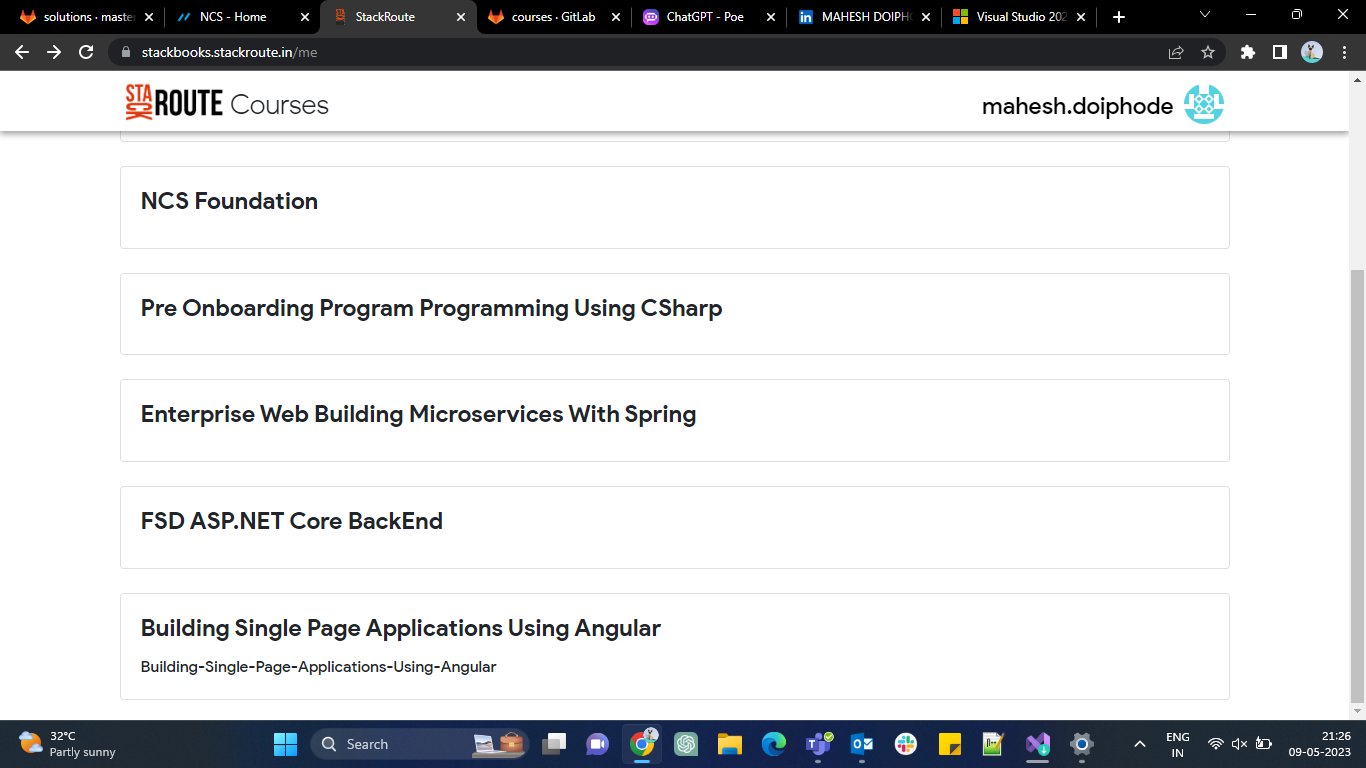 solutions · maste
NCS - Home
StackRoute
courses · GitLab
ChatGPT - Poe
MAHESH DOIPH
Visual Studio 202
stackbooks.stackroute.in/me
STACKROUTE Courses
mahesh.doiphode
NCS Foundation
Pre Onboarding Program Programming Using CSharp
Enterprise Web Building Microservices With Spring
FSD ASP.NET Core BackEnd
Building Single Page Applications Using Angular
Building-Single-Page-Applications-Using-Angular
32°C
Partly sunny
Search
ENG
IN
21:26
09-05-2023